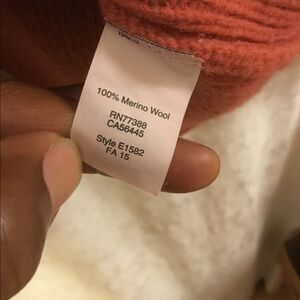 100% Merino Wool
RN77388
CA56445
Style E1582
FA 15